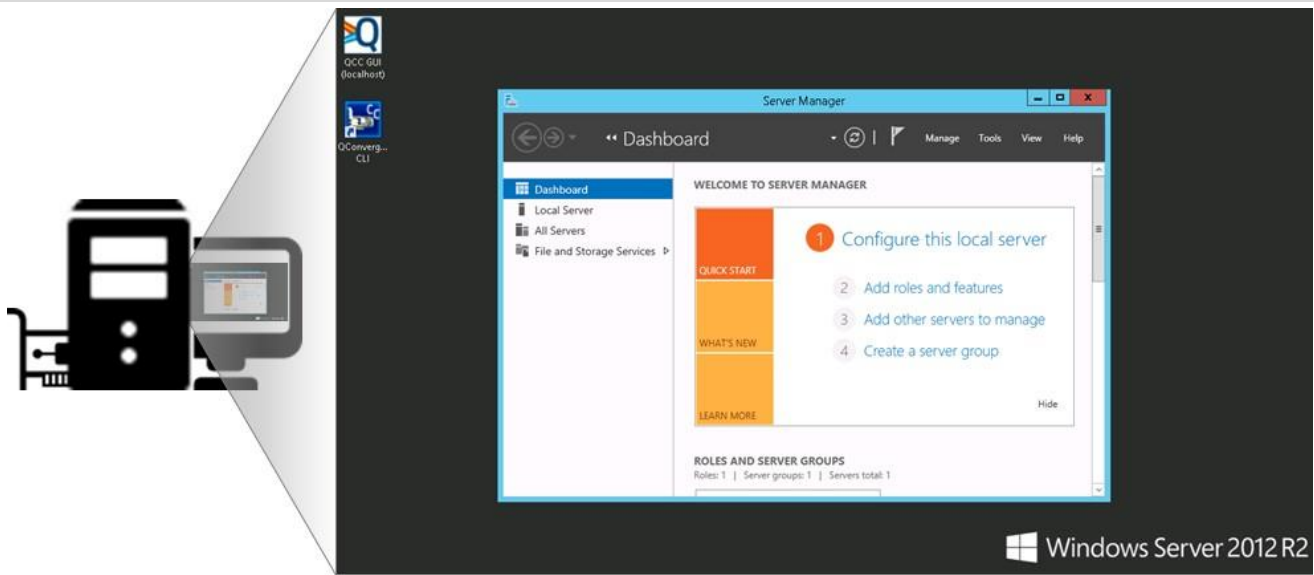 QCC GUI
(localhost)
QConverg...
CLI
Server Manager
Dashboard
Manage Tools View Help
Dashboard
Local Server
All Servers
File and Storage Services
WELCOME TO SERVER MANAGER
QUICK START
WHAT'S NEW
LEARN MORE
1 Configure this local server
2 Add roles and features
3 Add other servers to manage
4 Create a server group
Hide
ROLES AND SERVER GROUPS
Roles: 1 | Server groups: 1 | Servers total: 1
Windows Server 2012 R2